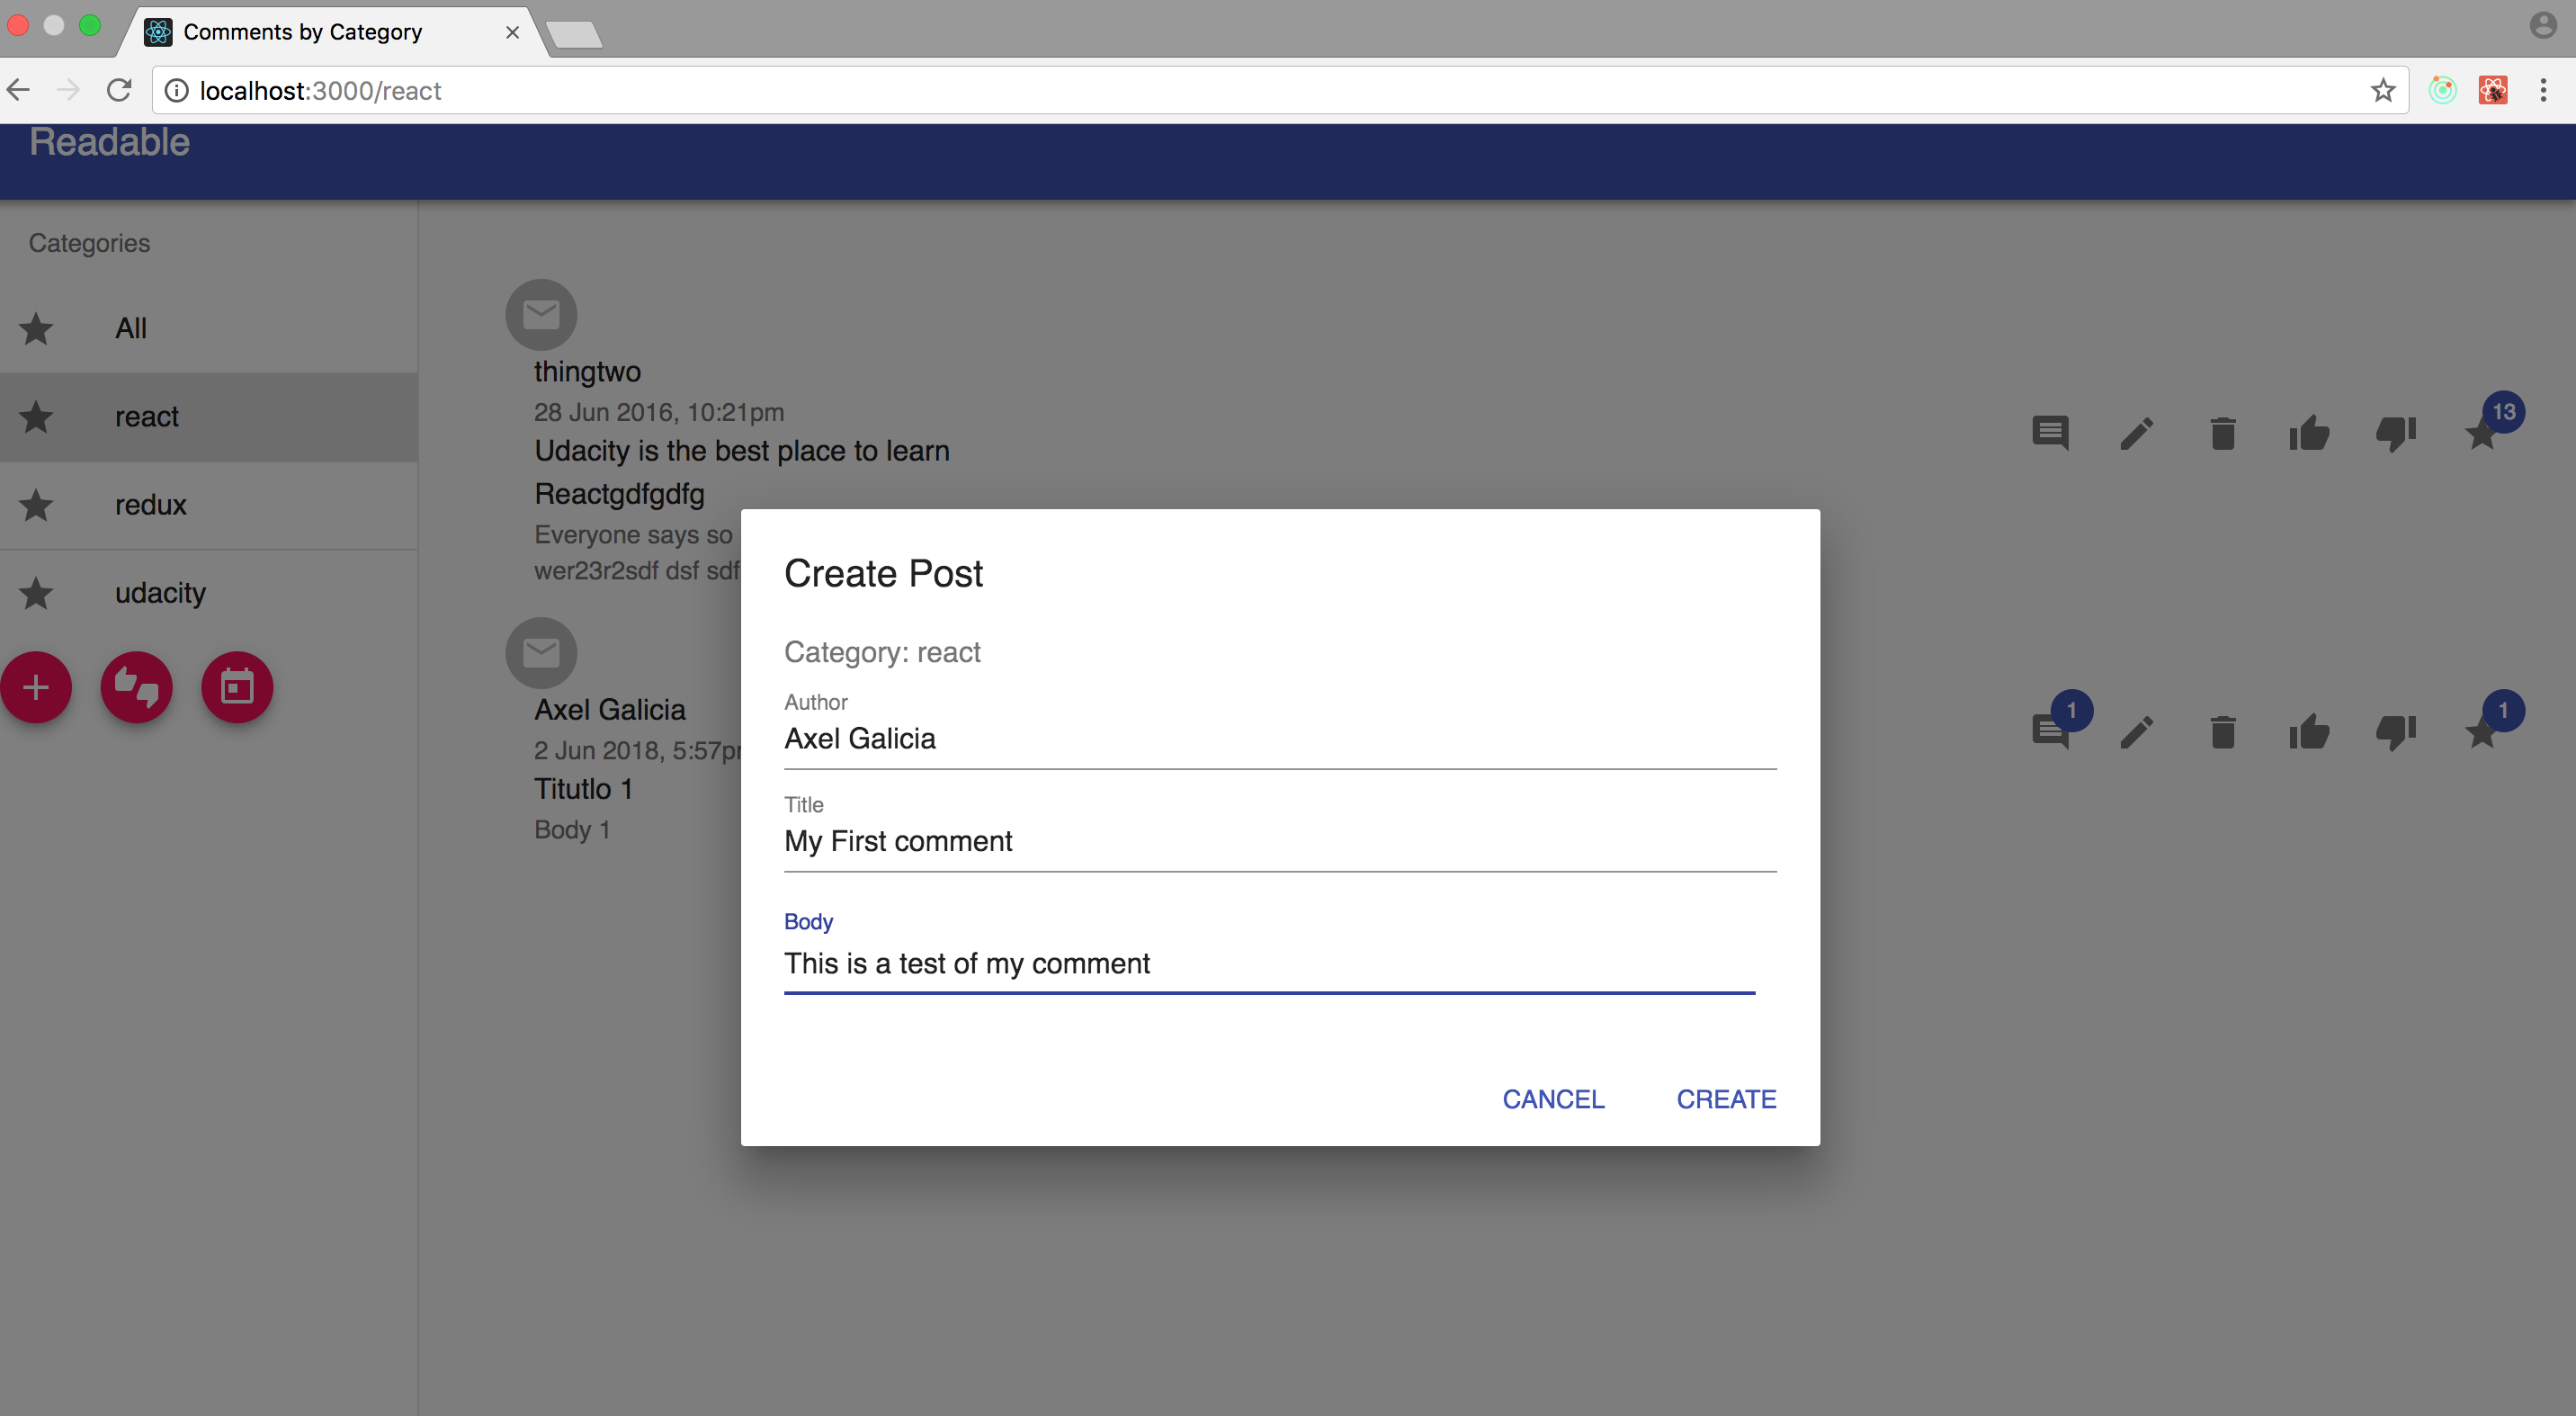 Comments by Category
localhost:3000/react
Readable
Categories
All
react
redux
udacity
thingtwo
28 Jun 2016, 10:21pm
Udacity is the best place to learn
Reactgdfgdfg
Everyone says so
wer23r2sdf dsf sdf
13
Axel Galicia
2 Jun 2018, 5:57pm
Titutlo 1
Body 1
1
1
Create Post
Category: react
Author
Axel Galicia
Title
My First comment
Body
This is a test of my comment
CANCEL
CREATE